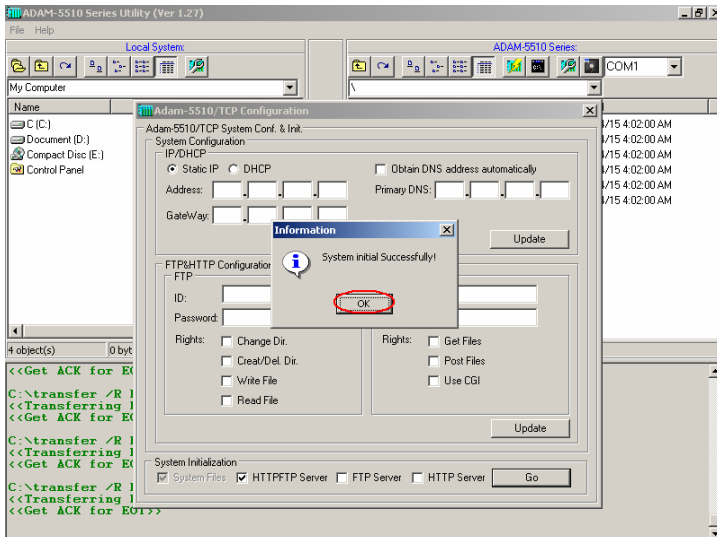 ADAM-5510 Series Utility (Ver 1.27)
File Help
Local System:
ADAM-5510 Series:
COM1
My Computer
\
Name
C (C:)
Document (D:)
Compact Disc (E:)
Control Panel
/15 4:02:00 AM
/15 4:02:00 AM
/15 4:02:00 AM
/15 4:02:00 AM
/15 4:02:00 AM
/15 4:02:00 AM
Adam-5510/TCP Configuration
Adam-5510/TCP System Conf. & Init.
System Configuration
IP/DHCP
Static IP DHCP
Obtain DNS address automatically
Address: . . .
Primary DNS: . . .
GateWay: . . .
Update
Information
System initial Successfully!
OK
FTP&HTTP Configuration
FTP
ID:
Password:
Rights: Change Dir.
Creat/Del. Dir.
Write File
Read File
Rights: Get Files
Post Files
Use CGI
Update
System Initialization
System Files HTTPFTP Server FTP Server HTTP Server Go
4 object(s) 0 byt
<<Get ACK for EO
C:\transfer /R
<<Transferring
<<Get ACK for EO
C:\transfer /R
<<Transferring
<<Get ACK for EO
C:\transfer /R
<<Transferring
<<Get ACK for EOT>>